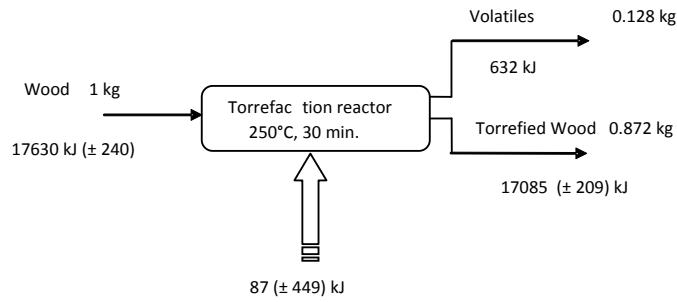 Volatiles 0.128 kg
632 kJ
Wood 1 kg
17630 kJ (± 240)
Torrefac tion reactor
250°C, 30 min.
Torrefied Wood 0.872 kg
17085 (± 209) kJ
87 (± 449) kJ